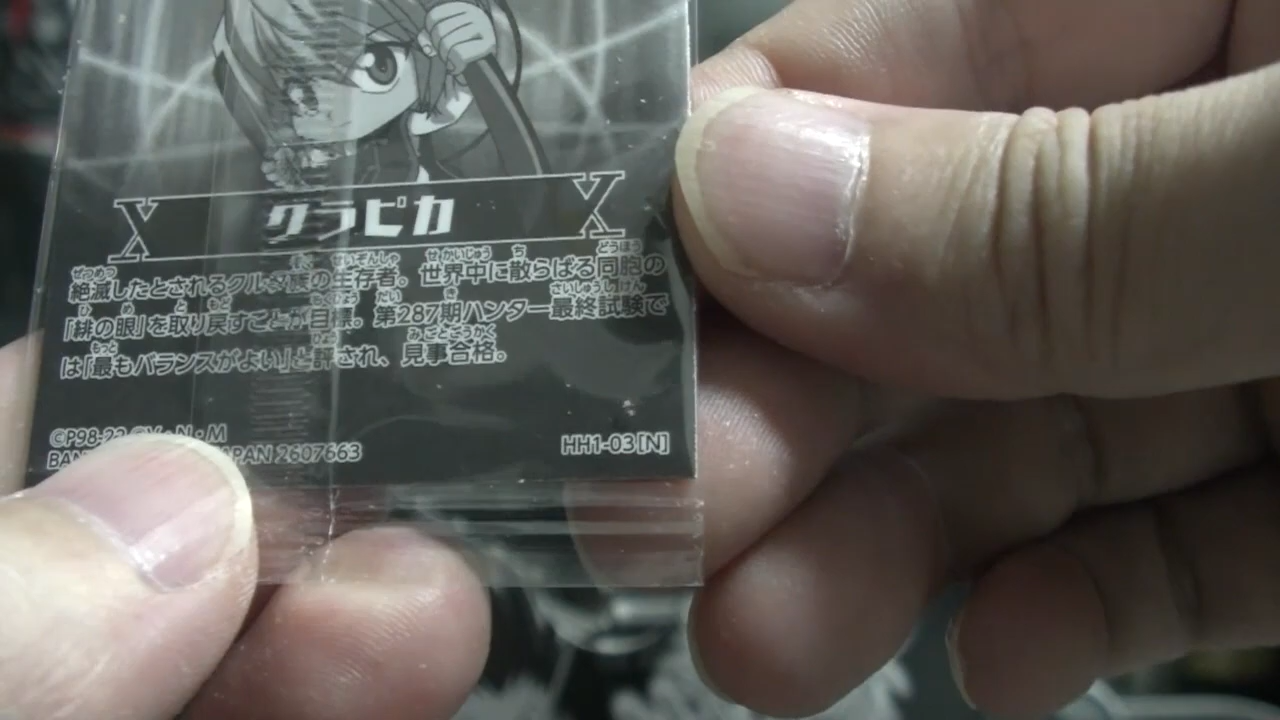 X クラピカ X
絶滅したとされるクルタ族の生存者。世界中に散らばる同胞の
「緋の眼」を取り戻すことが目標。第287期ハンター最終試験で
は「最もバランスがよい」と評され、見事合格。
©P98-22 ©Y・N・M
JAPAN 2607663
HH1-03[N]